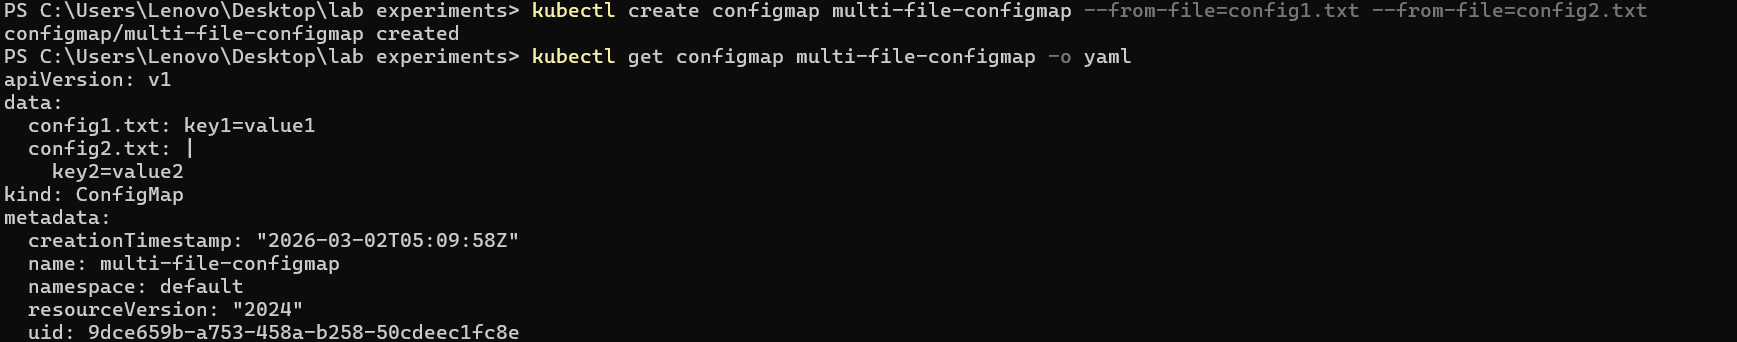 PS C:\Users\Lenovo\Desktop\lab experiments> kubectl create configmap multi-file-configmap --from-file=config1.txt --from-file=config2.txt
configmap/multi-file-configmap created
PS C:\Users\Lenovo\Desktop\lab experiments> kubectl get configmap multi-file-configmap -o yaml
apiVersion: v1
data:
  config1.txt: key1=value1
  config2.txt: |
    key2=value2
kind: ConfigMap
metadata:
  creationTimestamp: "2026-03-02T05:09:58Z"
  name: multi-file-configmap
  namespace: default
  resourceVersion: "2024"
  uid: 9dce659b-a753-458a-b258-50cdeec1fc8e